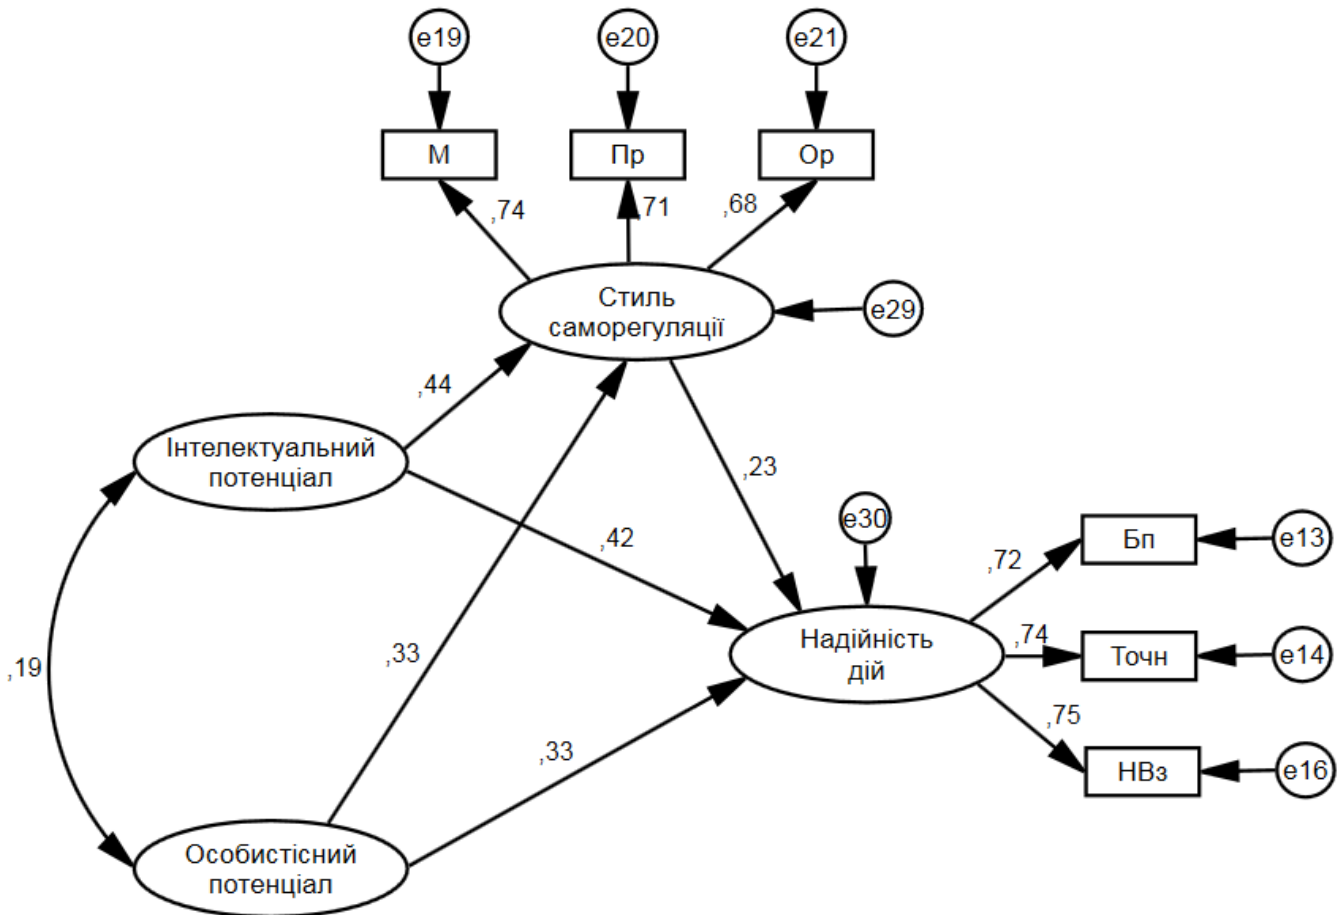 e19
e20
e21
М
Пр
Ор
,74
,71
,68
Стиль
саморегуляції
e29
,44
Інтелектуальний
потенціал
,23
e30
,42
Бп
e13
,72
Надійність
дій
,74
Точн
e14
,33
,19
,75
,33
НВз
e16
Особистісний
потенціал